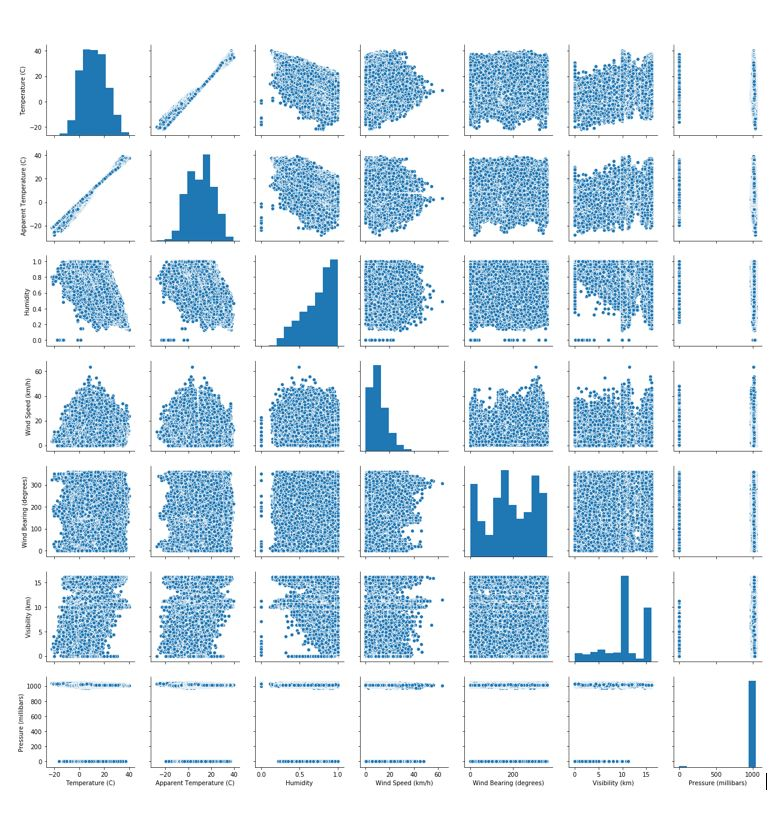 40
20
0
−20
Temperature (C)
40
20
0
−20
Apparent Temperature (C)
1.0
0.8
0.6
0.4
0.2
0.0
Humidity
60
40
20
0
Wind Speed (km/h)
300
200
100
0
Wind Bearing (degrees)
15
10
5
0
Visibility (km)
1000
800
600
400
200
0
Pressure (millibars)
−20 0 20 40
Temperature (C)
−20 0 20 40
Apparent Temperature (C)
0.0 0.5 1.0
Humidity
0 20 40 60
Wind Speed (km/h)
0 200
Wind Bearing (degrees)
0 5 10 15
Visibility (km)
0 500 1000
Pressure (millibars)